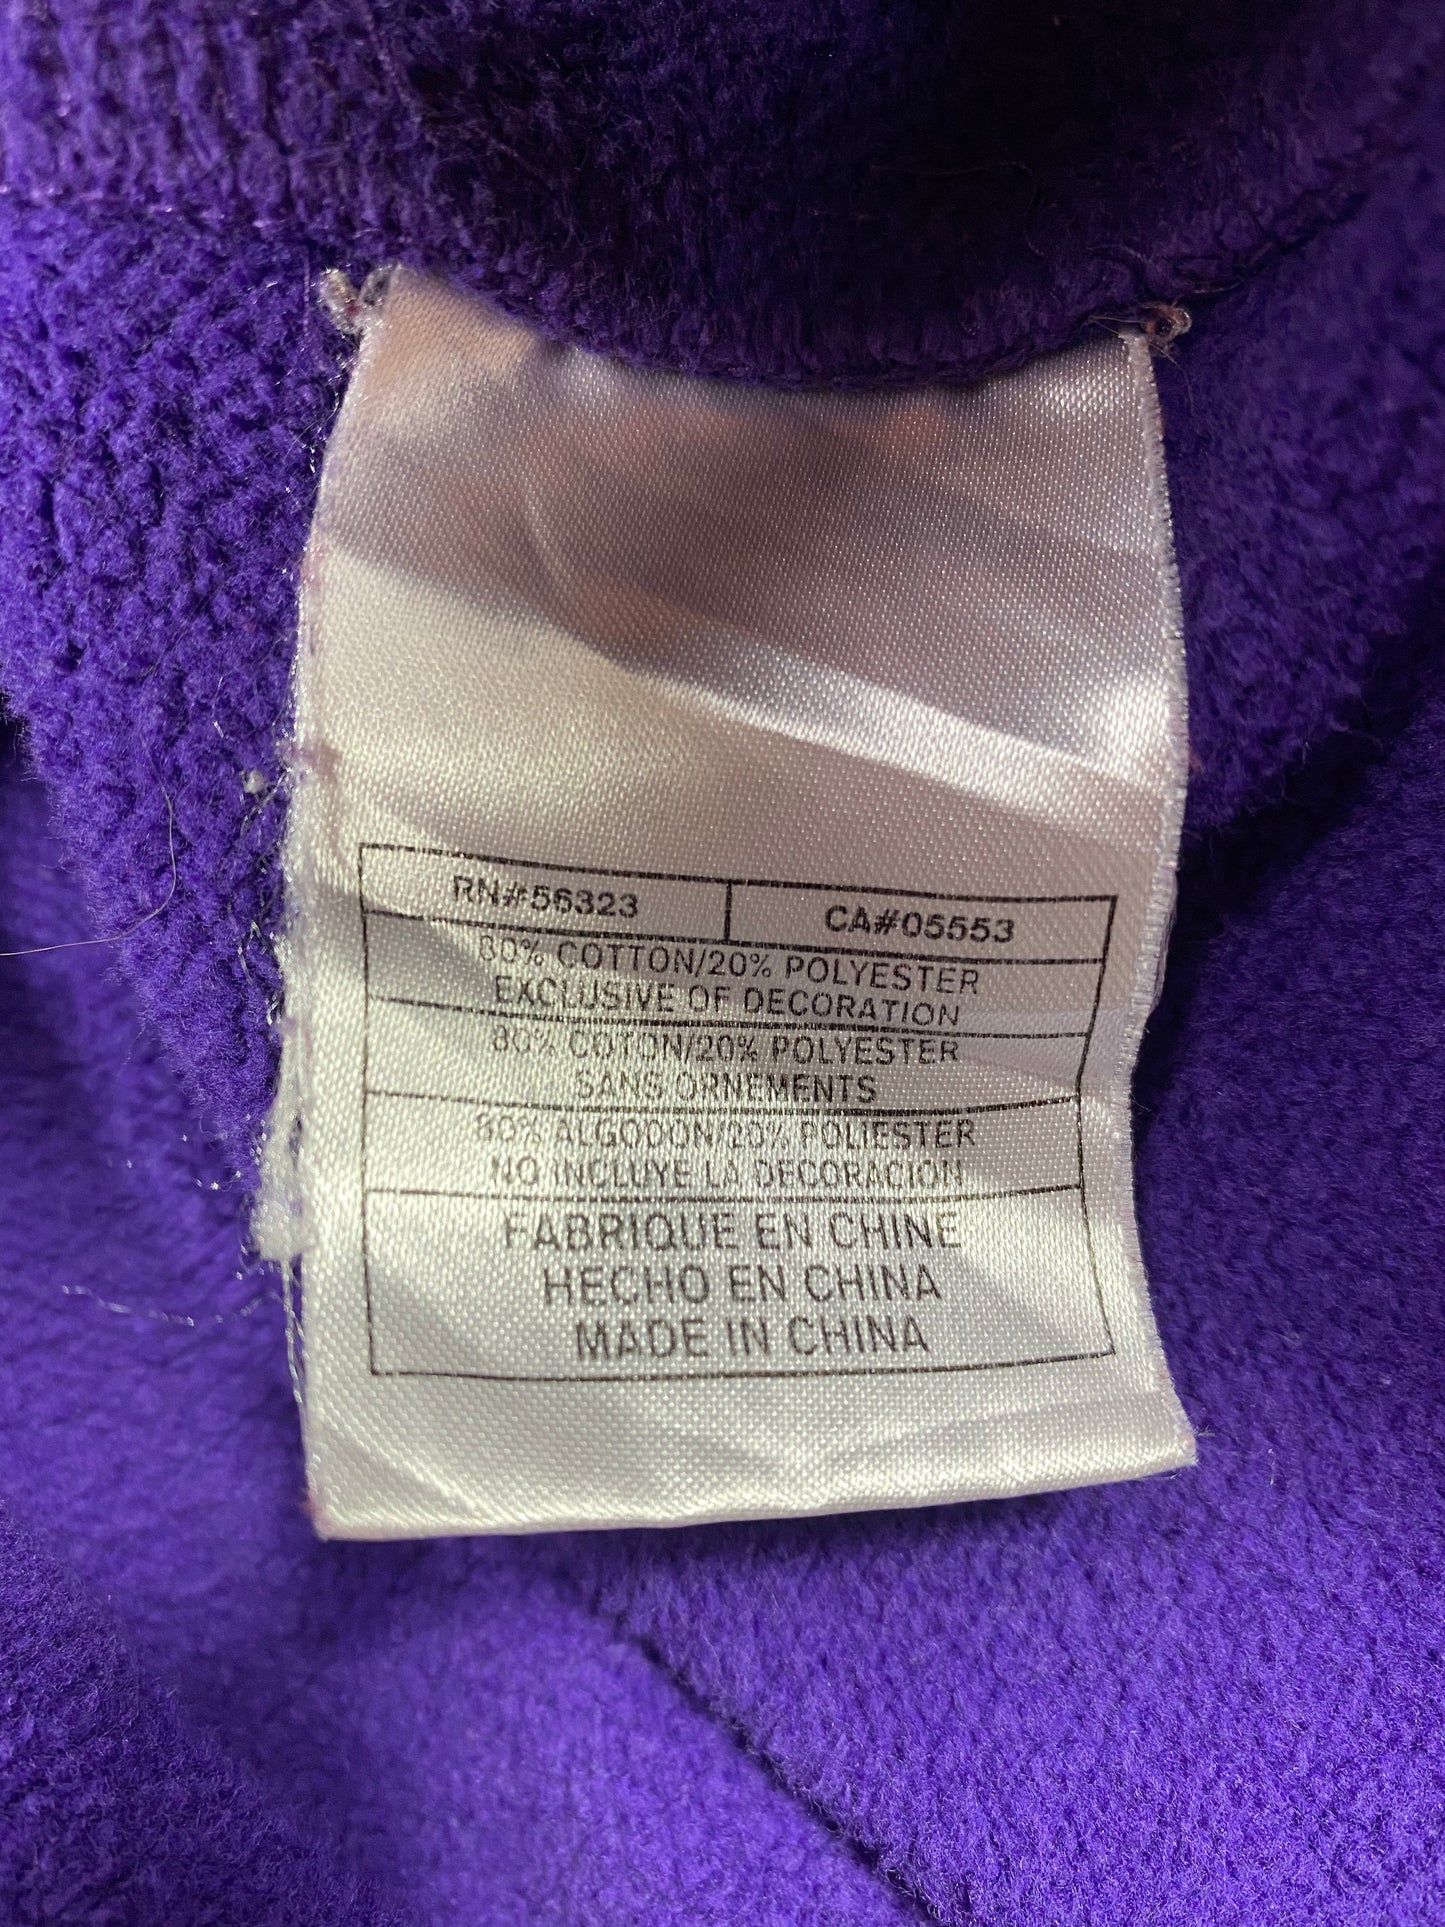 RN#56323 CA#05553
80% COTTON/20% POLYESTER
EXCLUSIVE OF DECORATION
80% COTON/20% POLYESTER
SANS ORNEMENTS
80% ALGODON/20% POLIESTER
NO INCLUYE LA DECORACION
FABRIQUE EN CHINE
HECHO EN CHINA
MADE IN CHINA